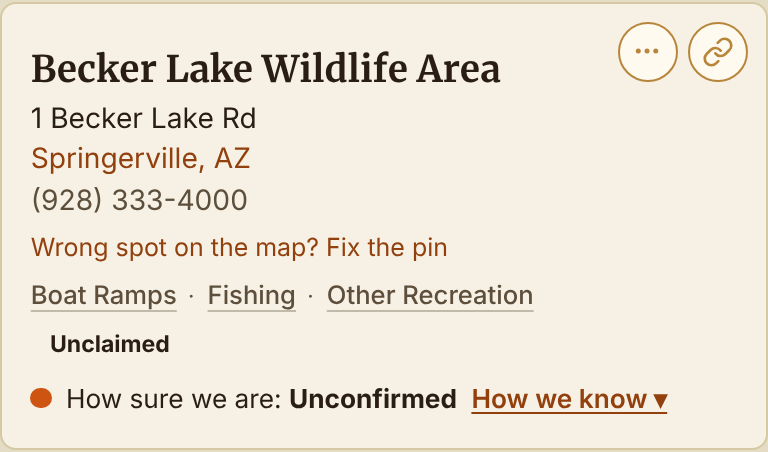 Becker Lake Wildlife Area
1 Becker Lake Rd
Springerville, AZ
(928) 333-4000
Wrong spot on the map? Fix the pin
Boat Ramps · Fishing · Other Recreation
Unclaimed
How sure we are: Unconfirmed How we know ▾